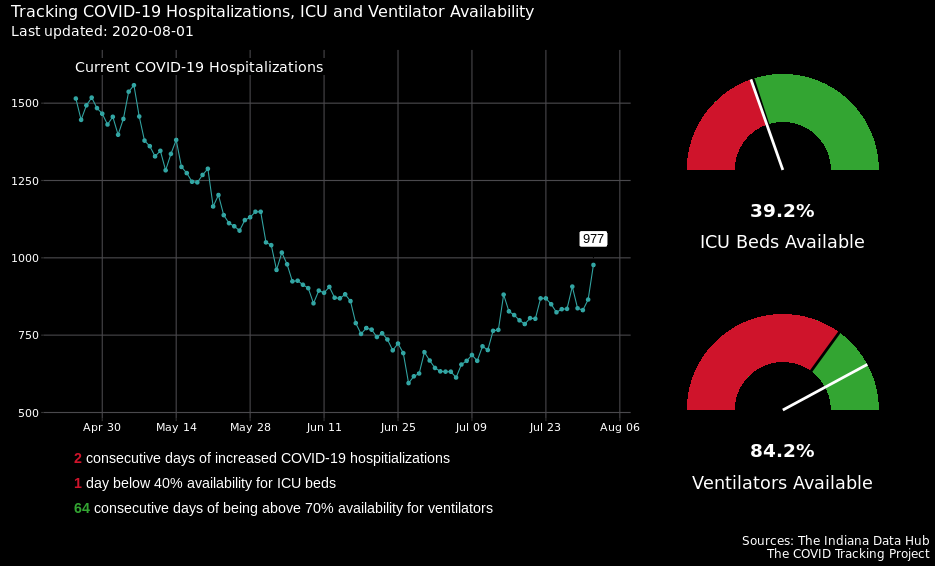 Tracking COVID-19 Hospitalizations, ICU and Ventilator Availability
Last updated: 2020-08-01
Current COVID-19 Hospitalizations
1500
1250
1000
750
500
977
Apr 30
May 14
May 28
Jun 11
Jun 25
Jul 09
Jul 23
Aug 06
39.2%
ICU Beds Available
84.2%
Ventilators Available
2 consecutive days of increased COVID-19 hospitializations
1 day below 40% availability for ICU beds
64 consecutive days of being above 70% availability for ventilators
Sources: The Indiana Data Hub
The COVID Tracking Project